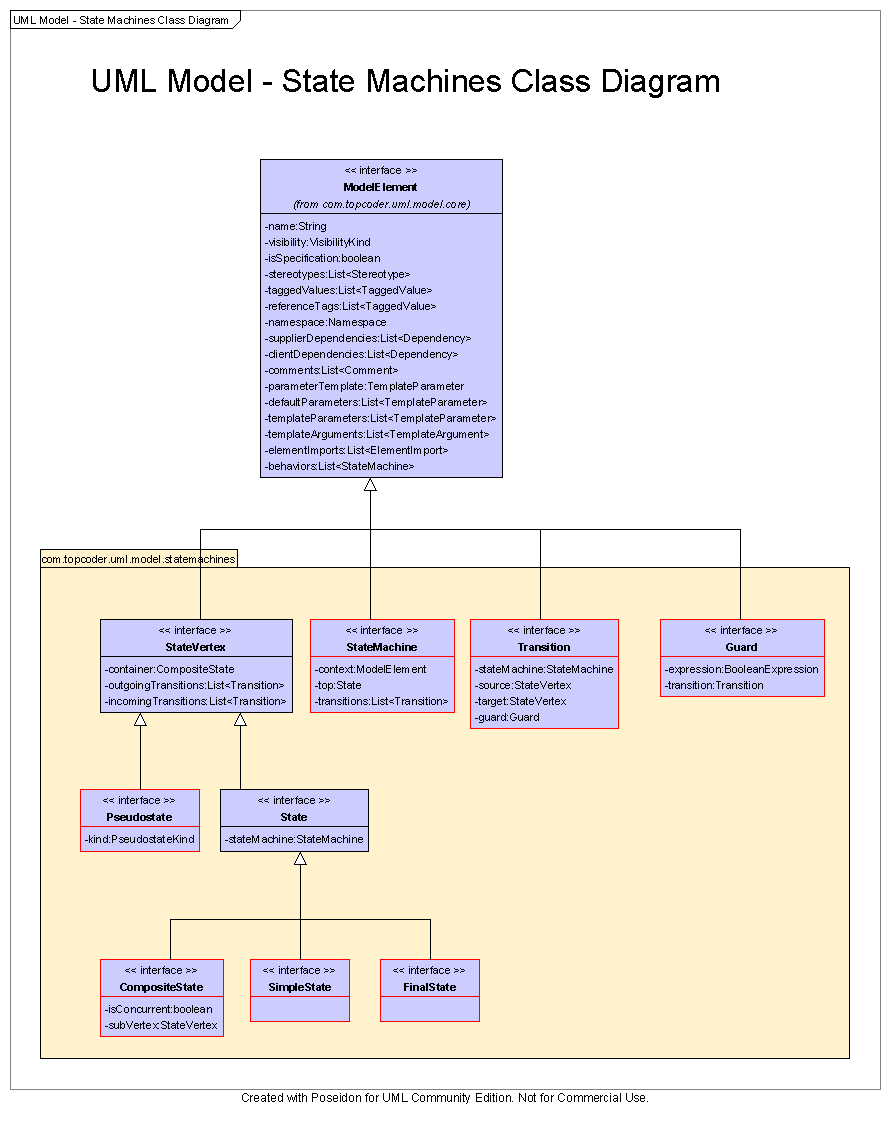 UML Model - State Machines Class Diagram
UML Model - State Machines Class Diagram
<< interface >>
ModelElement
(from com.topcoder.uml.model.core)
-name:String
-visibility:VisibilityKind
-isSpecification:boolean
-stereotypes:List<Stereotype>
-taggedValues:List<TaggedValue>
-referenceTags:List<TaggedValue>
-namespace:Namespace
-supplierDependencies:List<Dependency>
-clientDependencies:List<Dependency>
-comments:List<Comment>
-parameterTemplate:TemplateParameter
-defaultParameters:List<TemplateParameter>
-templateParameters:List<TemplateParameter>
-templateArguments:List<TemplateArgument>
-elementImports:List<ElementImport>
-behaviors:List<StateMachine>
com.topcoder.uml.model.statemachines
<< interface >>
StateVertex
-container:CompositeState
-outgoingTransitions:List<Transition>
-incomingTransitions:List<Transition>
<< interface >>
StateMachine
-context:ModelElement
-top:State
-transitions:List<Transition>
<< interface >>
Transition
-stateMachine:StateMachine
-source:StateVertex
-target:StateVertex
-guard:Guard
<< interface >>
Guard
-expression:BooleanExpression
-transition:Transition
<< interface >>
Pseudostate
-kind:PseudostateKind
<< interface >>
State
-stateMachine:StateMachine
<< interface >>
CompositeState
-isConcurrent:boolean
-subVertex:StateVertex
<< interface >>
SimpleState
<< interface >>
FinalState
Created with Poseidon for UML Community Edition. Not for Commercial Use.